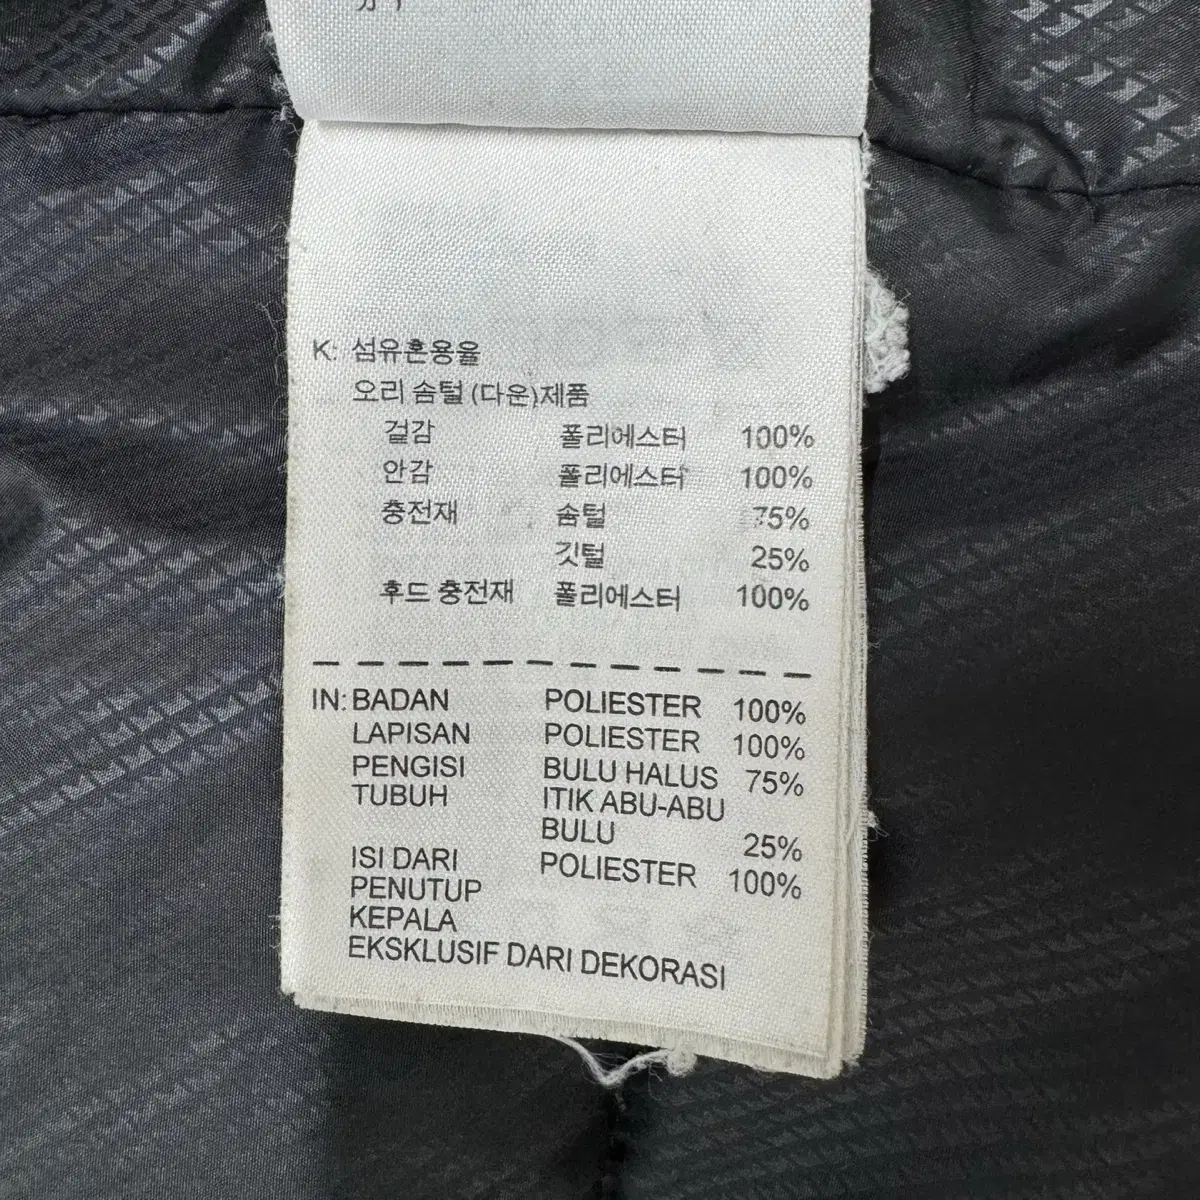 K: 섬유혼용율
오리 솜털 (다운)제품
겉감 폴리에스터 100%
안감 폴리에스터 100%
충전재 솜털 75%
깃털 25%
후드 충전재 폴리에스터 100%
IN: BADAN POLIESTER 100%
LAPISAN POLIESTER 100%
PENGISI BULU HALUS 75%
TUBUH ITIK ABU-ABU
BULU 25%
ISI DARI POLIESTER 100%
PENUTUP
KEPALA
EKSKLUSIF DARI DEKORASI